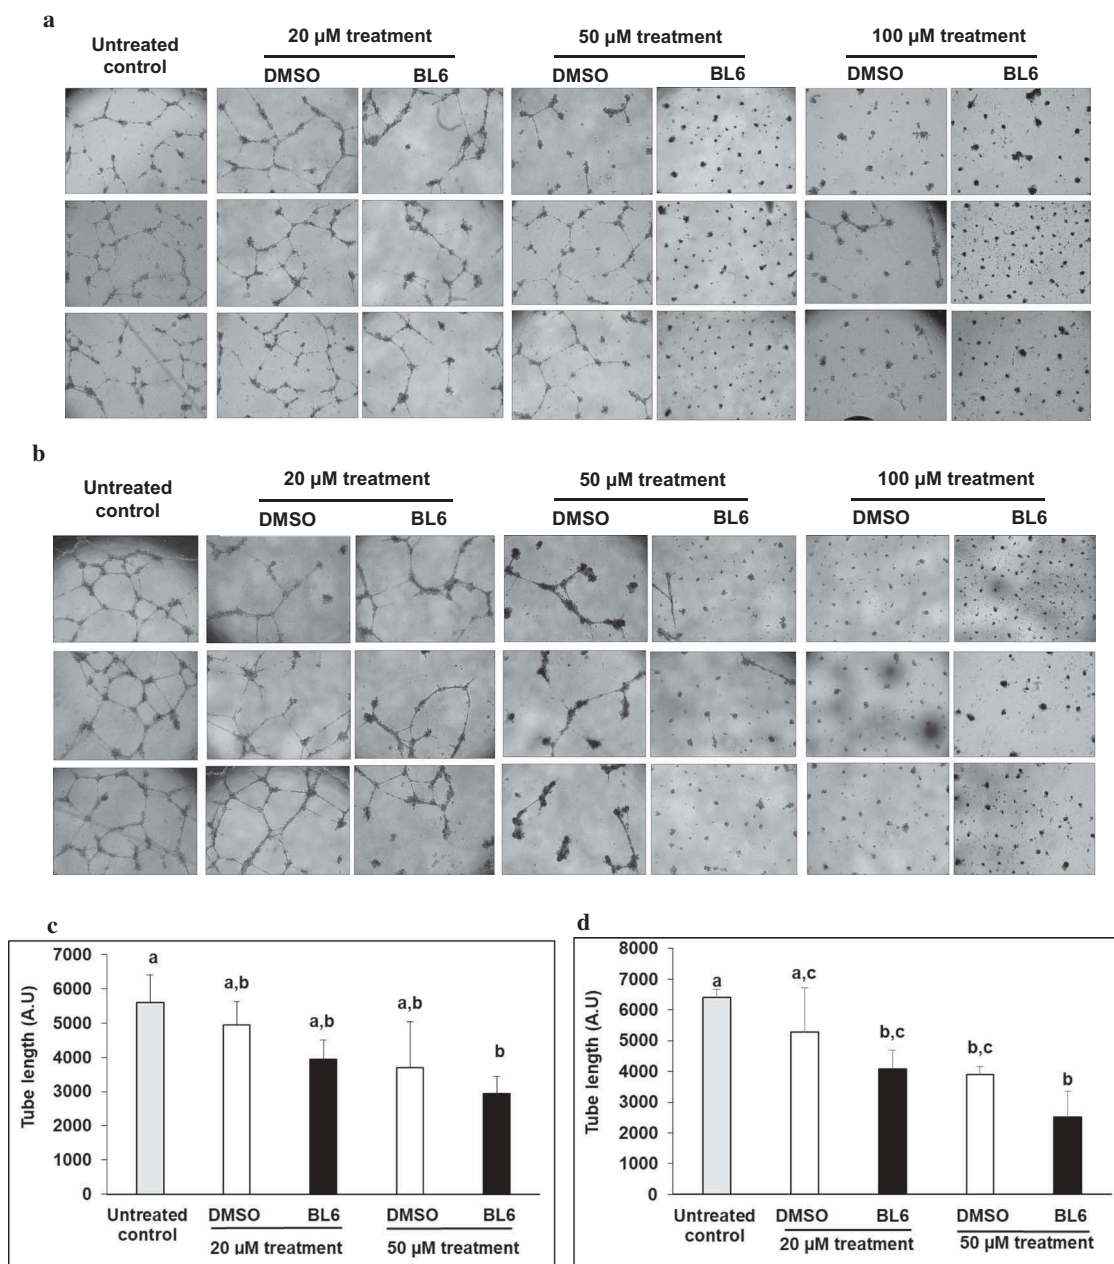 a
Untreated control
20 µM treatment
50 µM treatment
100 µM treatment
DMSO
BL6
DMSO
BL6
DMSO
BL6
b
Untreated control
20 µM treatment
50 µM treatment
100 µM treatment
DMSO
BL6
DMSO
BL6
DMSO
BL6
c
Tube length (A.U)
7000
6000
5000
4000
3000
2000
1000
0
a
a,b
a,b
a,b
b
Untreated control
DMSO
BL6
DMSO
BL6
20 µM treatment
50 µM treatment
d
Tube length (A.U)
8000
7000
6000
5000
4000
3000
2000
1000
0
a
a,c
b,c
b,c
b
Untreated control
DMSO
BL6
DMSO
BL6
20 µM treatment
50 µM treatment